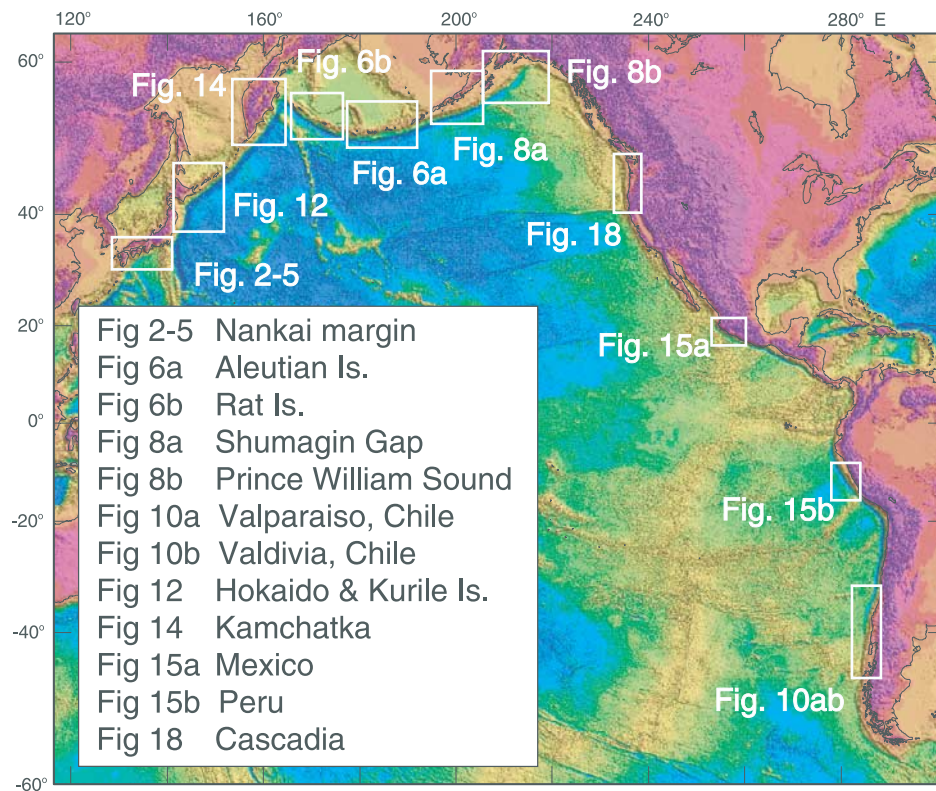 120° 160° 200° 240° 280° E
60°
40°
20°
0°
-20°
-40°
-60°
Fig. 14
Fig. 6b
Fig. 8b
Fig. 6a
Fig. 8a
Fig. 12
Fig. 18
Fig. 2-5
Fig. 15a
Fig. 15b
Fig. 10ab
Fig 2-5 Nankai margin
Fig 6a Aleutian Is.
Fig 6b Rat Is.
Fig 8a Shumagin Gap
Fig 8b Prince William Sound
Fig 10a Valparaiso, Chile
Fig 10b Valdivia, Chile
Fig 12 Hokaido & Kurile Is.
Fig 14 Kamchatka
Fig 15a Mexico
Fig 15b Peru
Fig 18 Cascadia